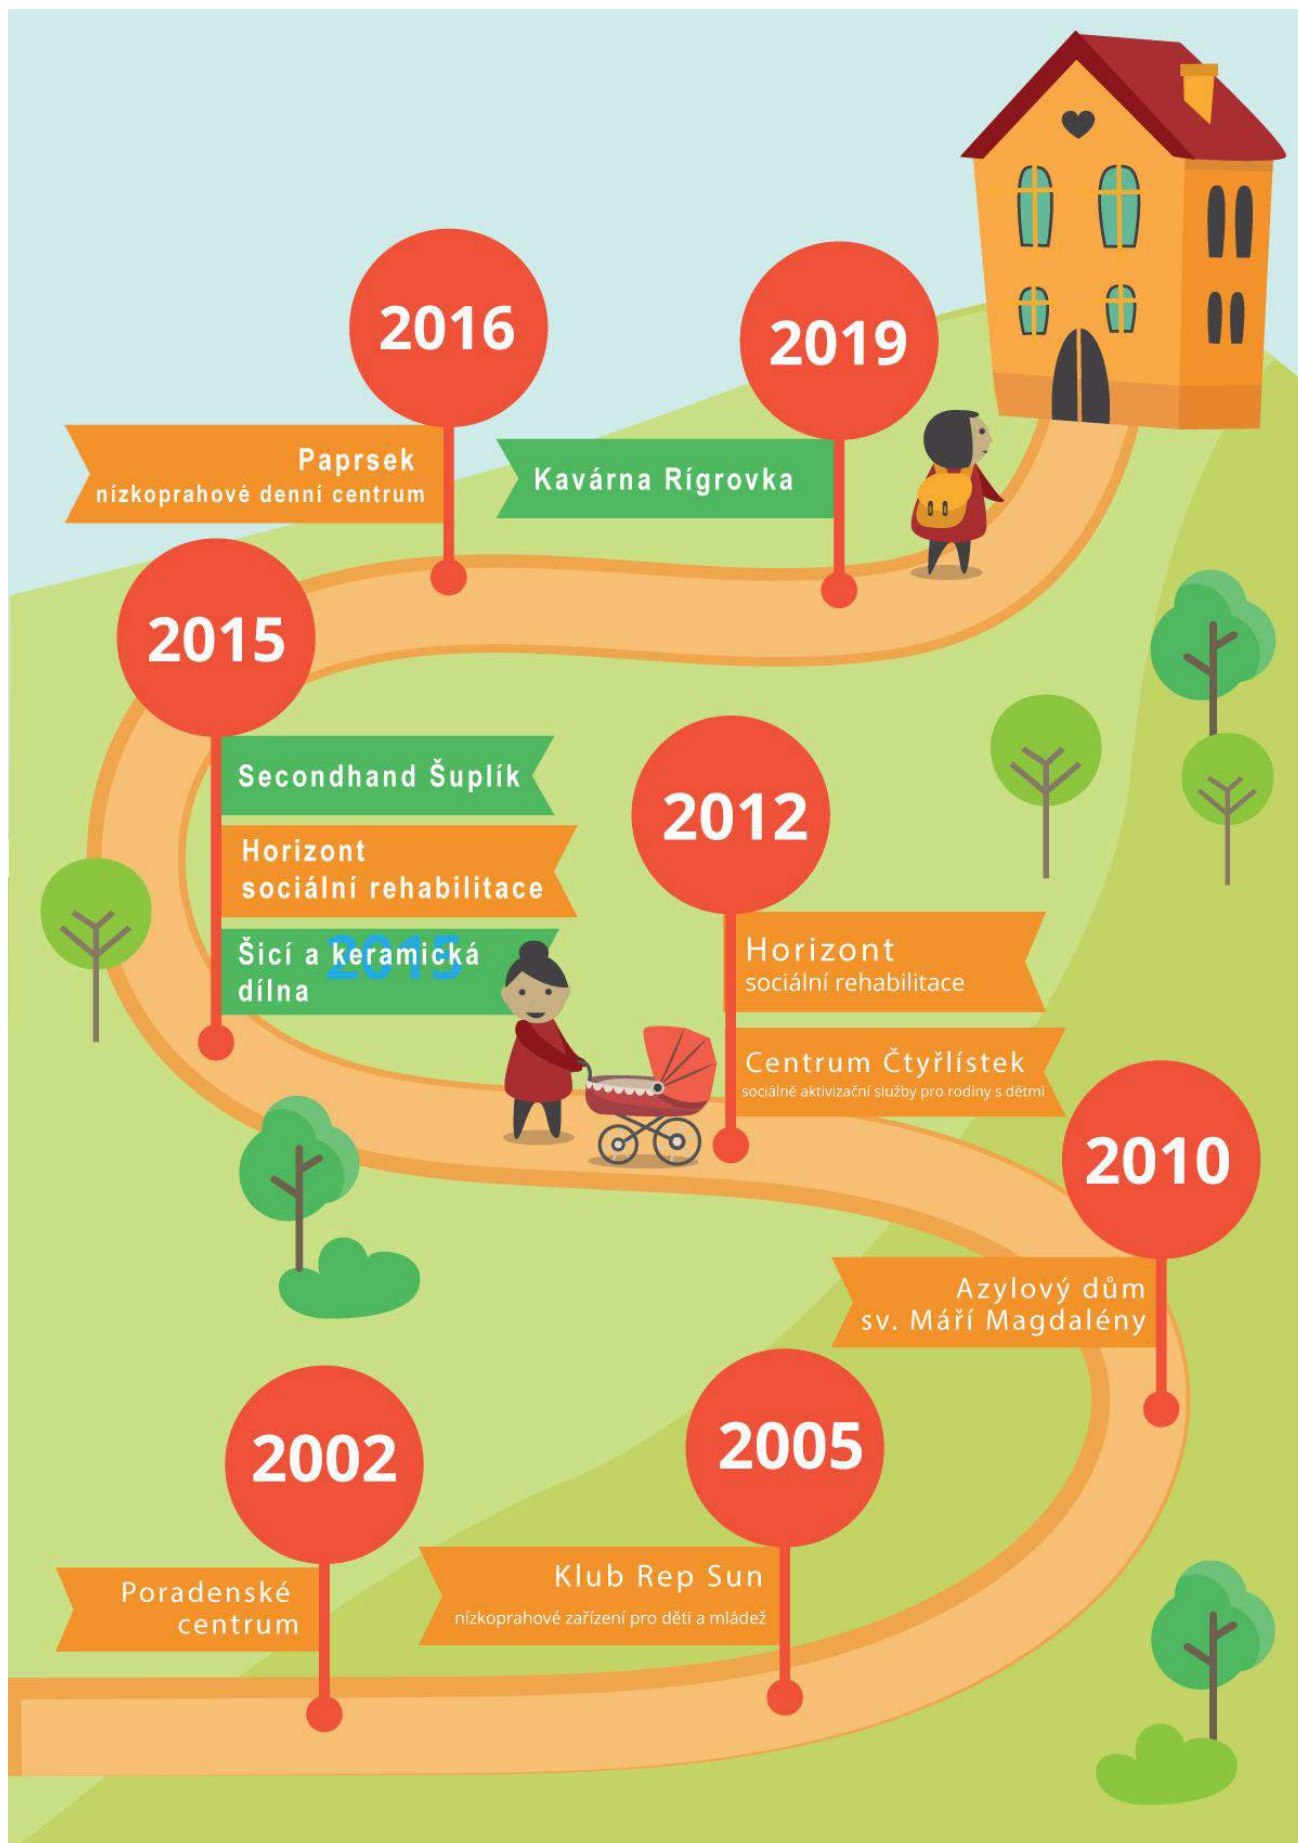 2016
2019
Paprsek
nízkoprahové denní centrum
Kavárna Rígrovka
2015
Secondhand Šuplík
Horizont
sociální rehabilitace
2015
Šicí a keramická
dílna
2012
Horizont
sociální rehabilitace
Centrum Čtyřlístek
sociálně aktivizační služby pro rodiny s dětmi
2010
Azylový dům
sv. Máří Magdalény
2002
2005
Poradenské
centrum
Klub Rep Sun
nízkoprahové zařízení pro děti a mládež